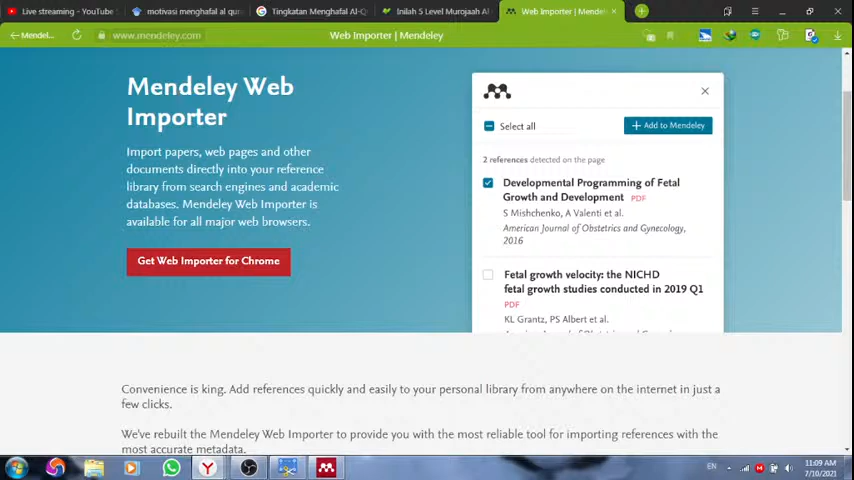 Live streaming - YouTube
motivasi menghafal al qur
Tingkatan Menghafal Al-Q
Inilah 5 Level Murojaah Al
Web Importer | Mendele
Mendel...
www.mendeley.com
Web Importer | Mendeley
Mendeley Web
Importer
Import papers, web pages and other
documents directly into your reference
library from search engines and academic
databases. Mendeley Web Importer is
available for all major web browsers.
Get Web Importer for Chrome
Select all
+ Add to Mendeley
2 references detected on the page
Developmental Programming of Fetal
Growth and Development PDF
S Mishchenko, A Valenti et al.
American Journal of Obstetrics and Gynecology,
2016
Fetal growth velocity: the NICHD
fetal growth studies conducted in 2019 Q1
PDF
KL Grantz, PS Albert et al.
Convenience is king. Add references quickly and easily to your personal library from anywhere on the internet in just a
few clicks.
We've rebuilt the Mendeley Web Importer to provide you with the most reliable tool for importing references with the
most accurate metadata.
EN
11:09 AM
7/10/2021